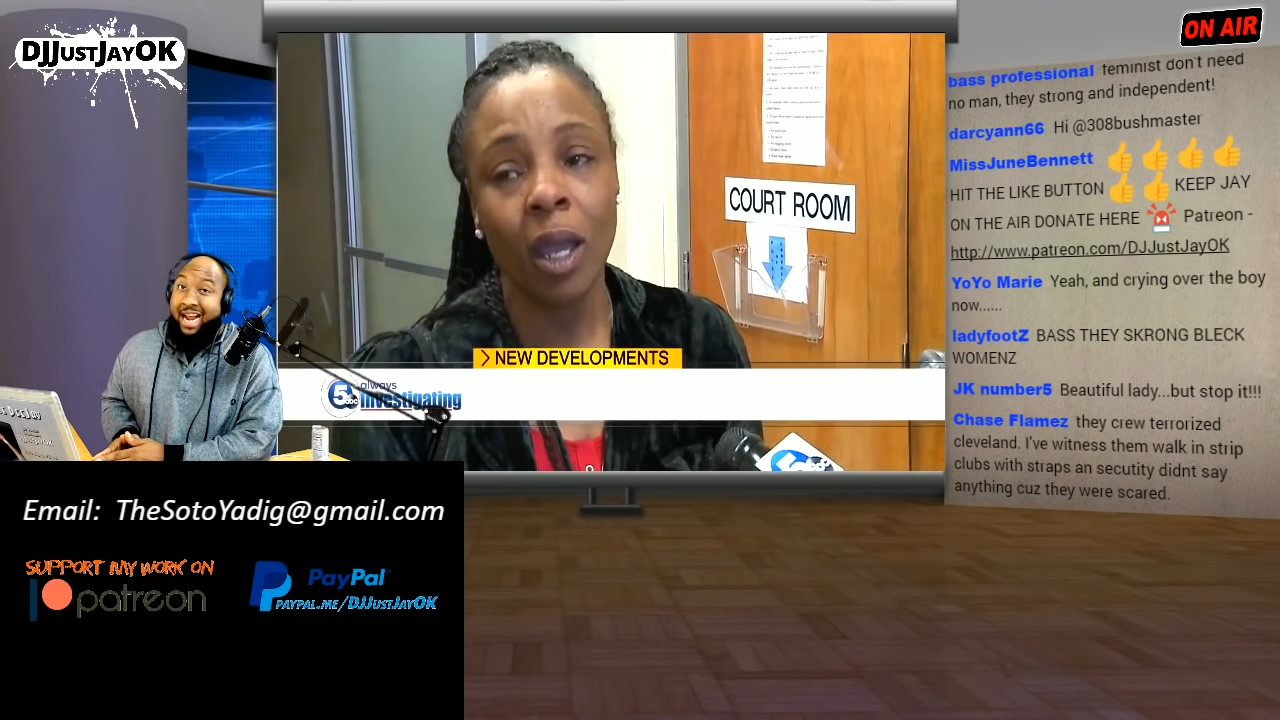 DJJustJayOK
ON AIR
COURT ROOM
NEW DEVELOPMENTS
5
abc
always
investigating
bass professional feminist don't need
no man, they strong and independent!
darcyann66 Hi @308bushmaster
MissJuneBennett 👍👍👍👍
HIT THE LIKE BUTTON 👍👍 KEEP JAY
ON THE AIR DONATE HERE 🚨 Patreon -
http://www.patreon.com/DJJustJayOK
YoYo Marie Yeah, and crying over the boy
now......
ladyfootZ BASS THEY SKRONG BLECK
WOMENZ
JK number5 Beautiful lady...but stop it!!!
Chase Flamez they crew terrorized
cleveland. I've witness them walk in strip
clubs with straps an secutity didnt say
anything cuz they were scared.
Email: TheSotoYadig@gmail.com
SUPPORT MY WORK ON
patreon
PayPal
PAYPAL.ME/DJJUSTJAYOK